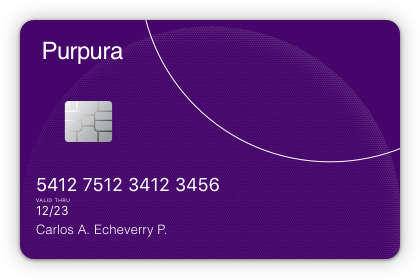 Purpura
5412 7512 3412 3456
VALID THRU
12/23
Carlos A. Echeverry P.